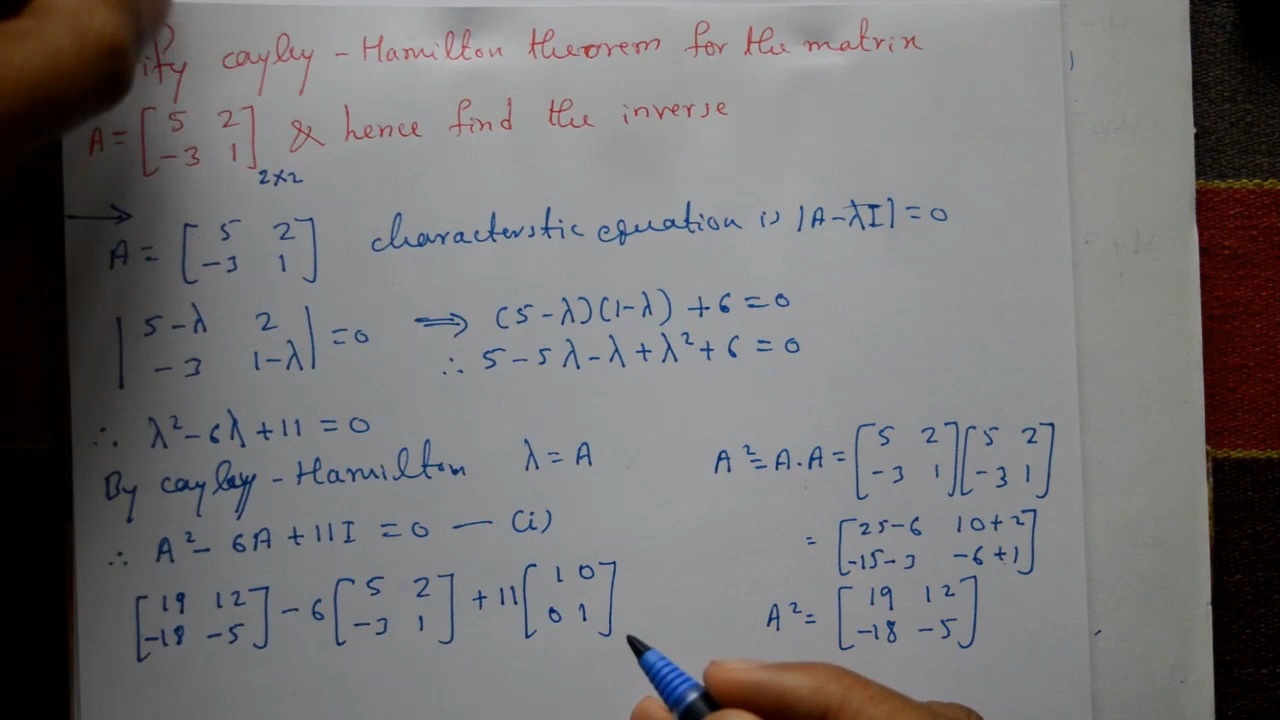 ify cayley - Hamilton theorem for the matrix
A = [5 2 -3 1] 2×2 & hence find the inverse
→ A = [5 2 -3 1] characterstic equation is |A-λI| = 0
|5-λ 2 -3 1-λ| = 0 ⇒ (5-λ)(1-λ) + 6 = 0
∴ 5-5λ-λ+λ²+6 = 0
∴ λ²-6λ+11 = 0
By cayley - Hamilton λ = A
∴ A² - 6A + 11I = 0 — (i)
[19 12 -18 -5] - 6 [5 2 -3 1] + 11 [1 0 0 1]
A² = A.A = [5 2 -3 1] [5 2 -3 1]
= [25-6 10+2 -15-3 -6+1]
A² = [19 12 -18 -5]